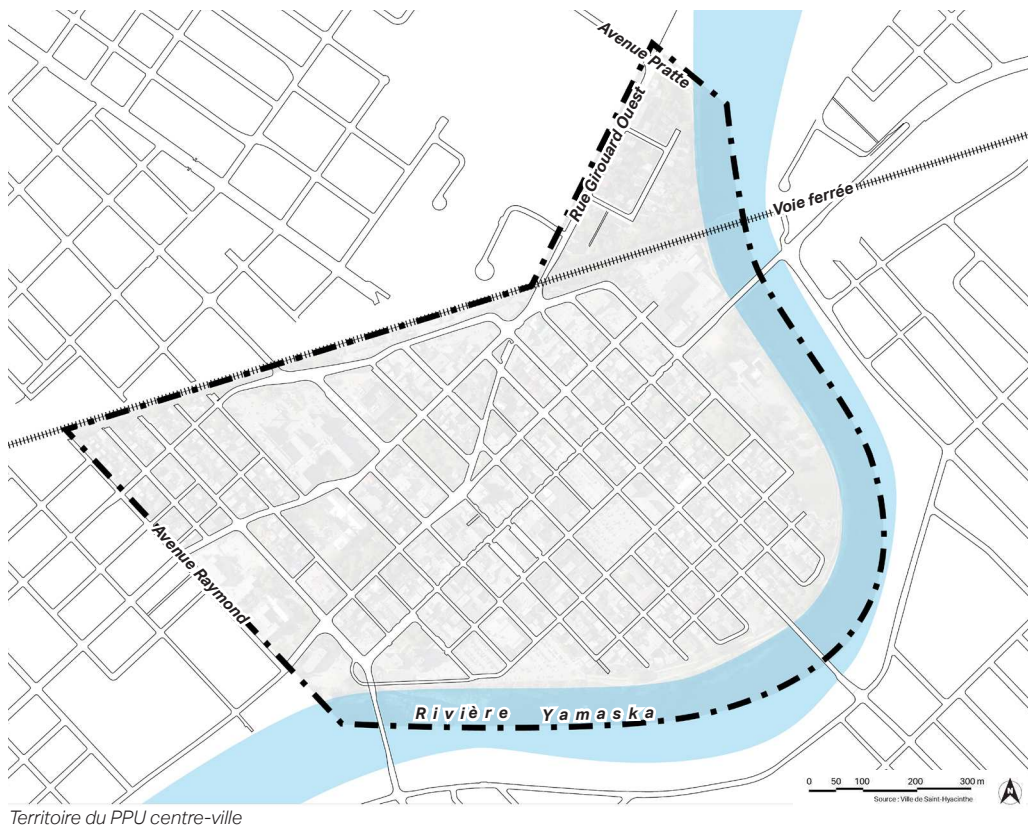 Avenue Pratte
Rue Girouard Ouest
Voie ferrée
Avenue Raymond
Rivière Yamaska
0 50 100 200 300 m
Source : Ville de Saint-Hyacinthe
N
Territoire du PPU centre-ville